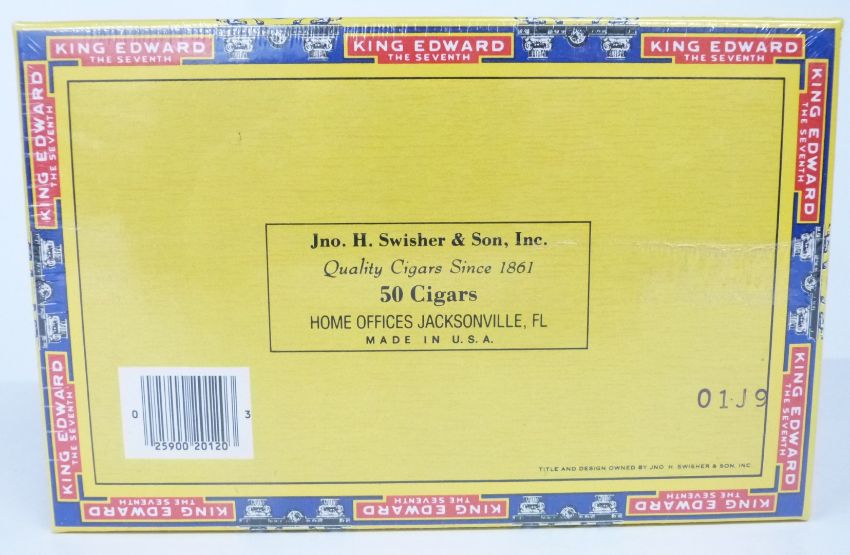 KING EDWARD
THE SEVENTH
KING EDWARD
THE SEVENTH
KING EDWARD
THE SEVENTH
KING EDWARD
THE SEVENTH
KING EDWARD
THE SEVENTH
Jno. H. Swisher & Son, Inc.
Quality Cigars Since 1861
50 Cigars
HOME OFFICES JACKSONVILLE, FL
MADE IN U.S.A.
KING EDWARD
THE SEVENTH
KING EDWARD
THE SEVENTH
01J9
0 25900 20120 3
TITLE AND DESIGN OWNED BY JNO. H. SWISHER & SON, INC.
KING EDWARD
THE SEVENTH
KING EDWARD
THE SEVENTH
KING EDWARD
THE SEVENTH